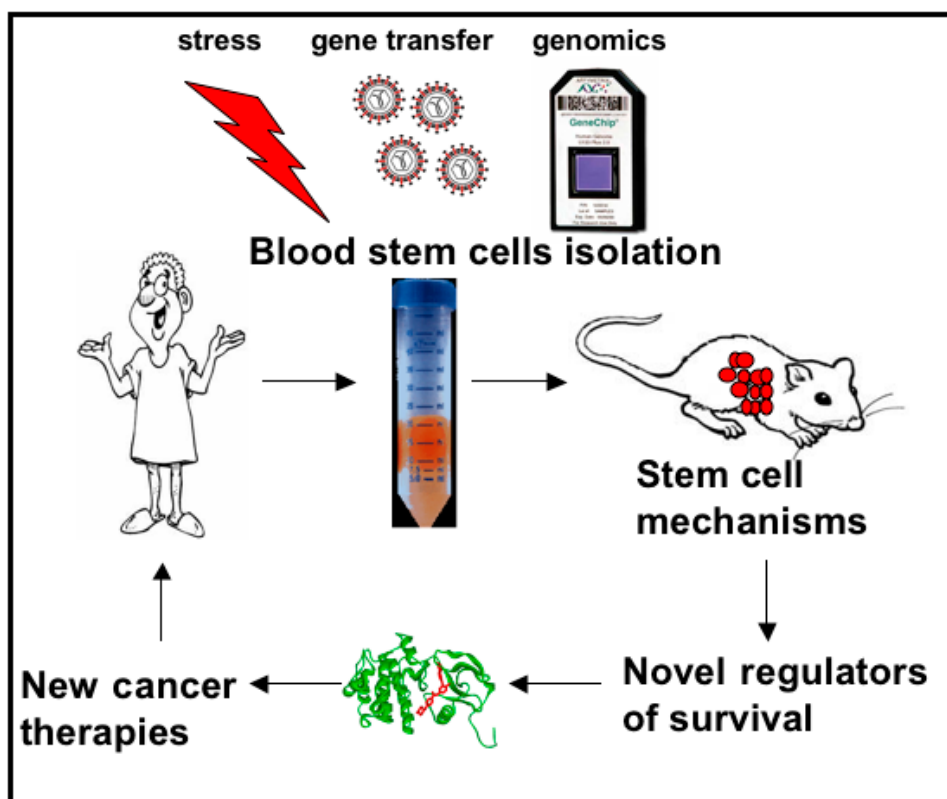 stress gene transfer genomics
GeneChip®
Blood stem cells isolation
Stem cell
mechanisms
Novel regulators
of survival
New cancer
therapies